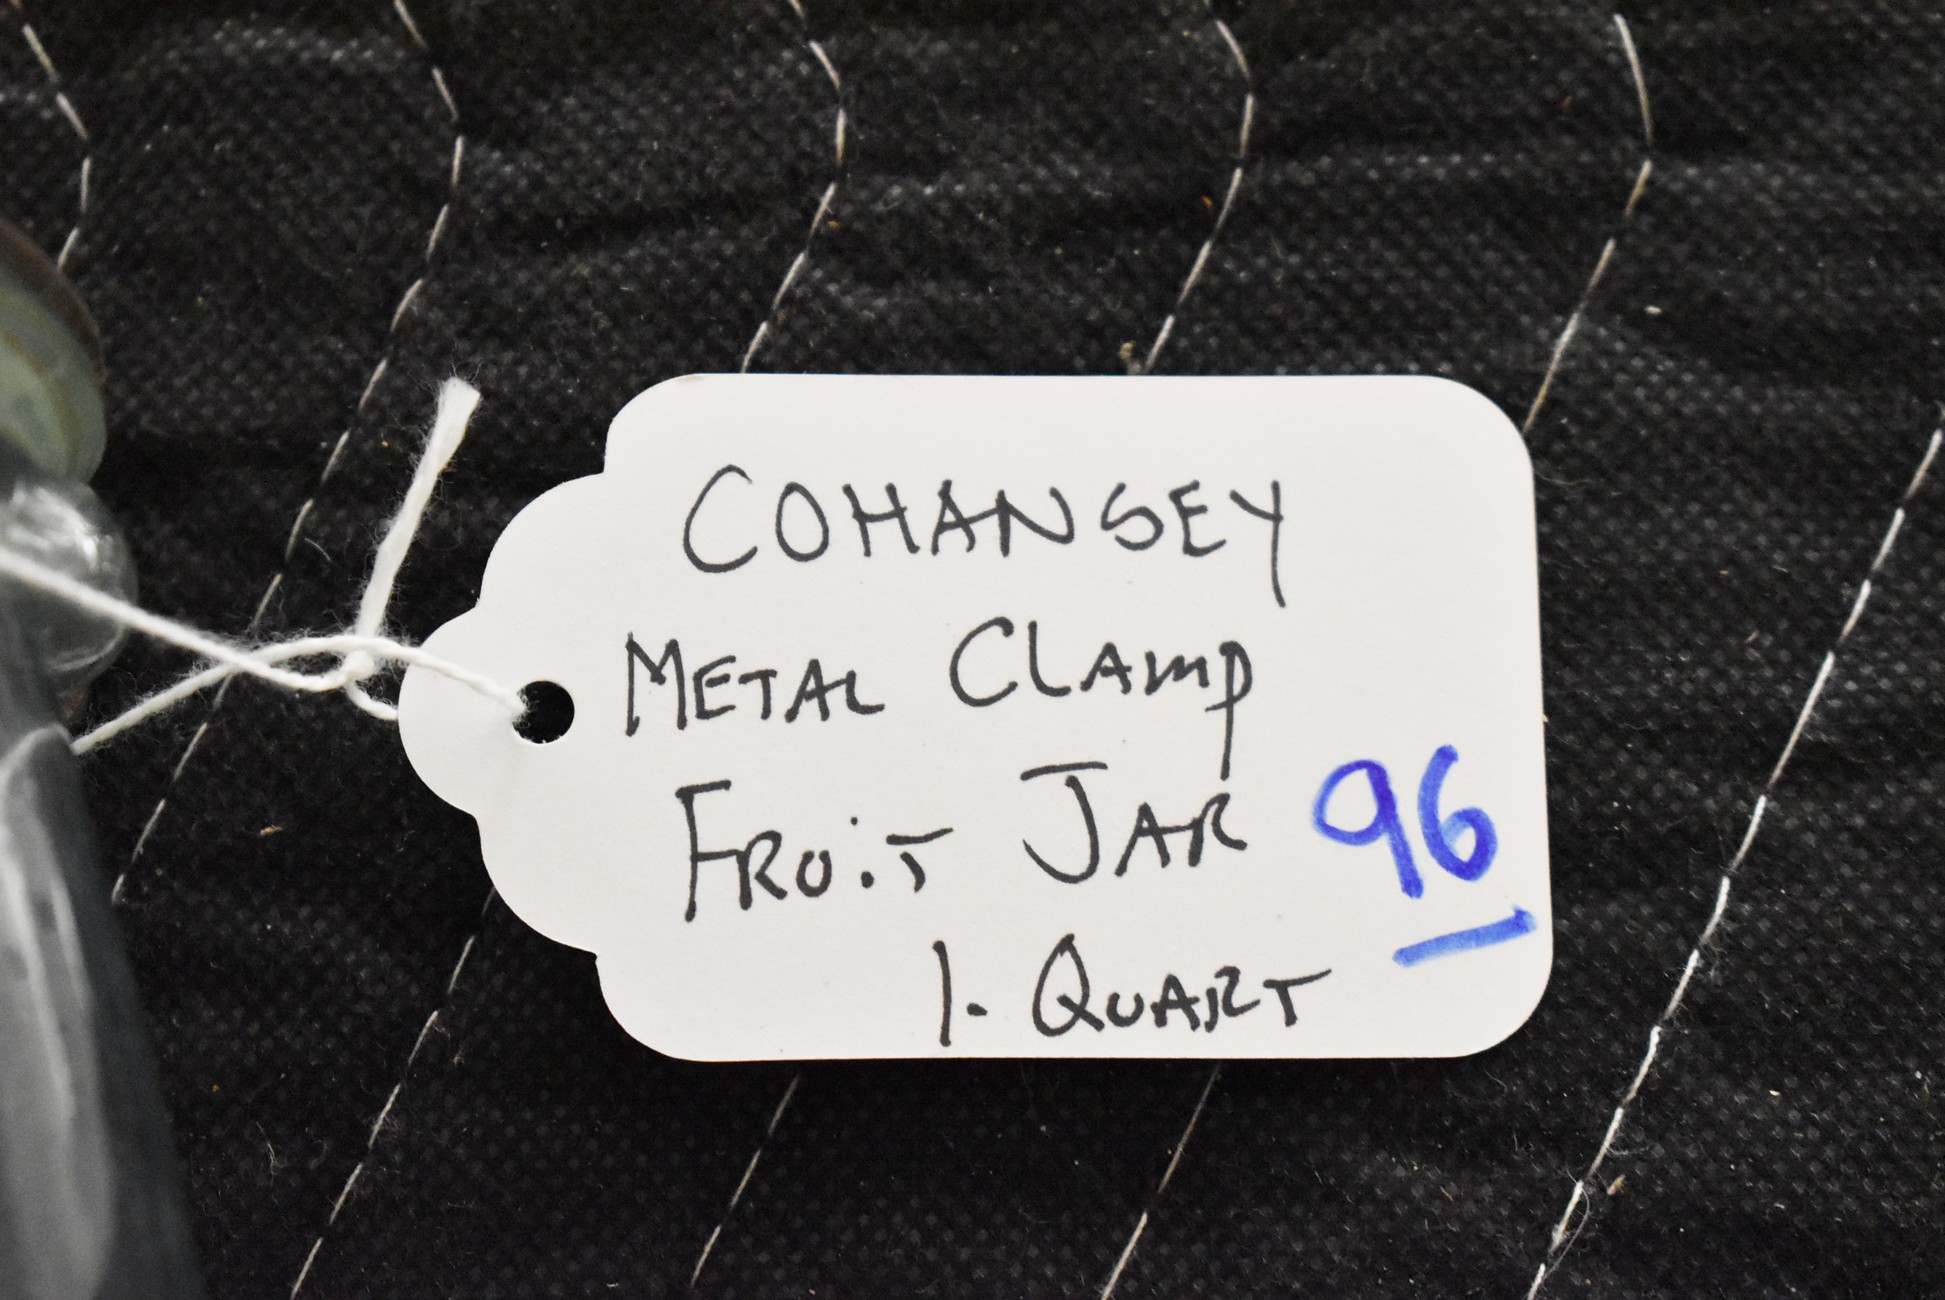 COHANSEY
METAL CLAMP
FRUIT JAR 96
1- QUART